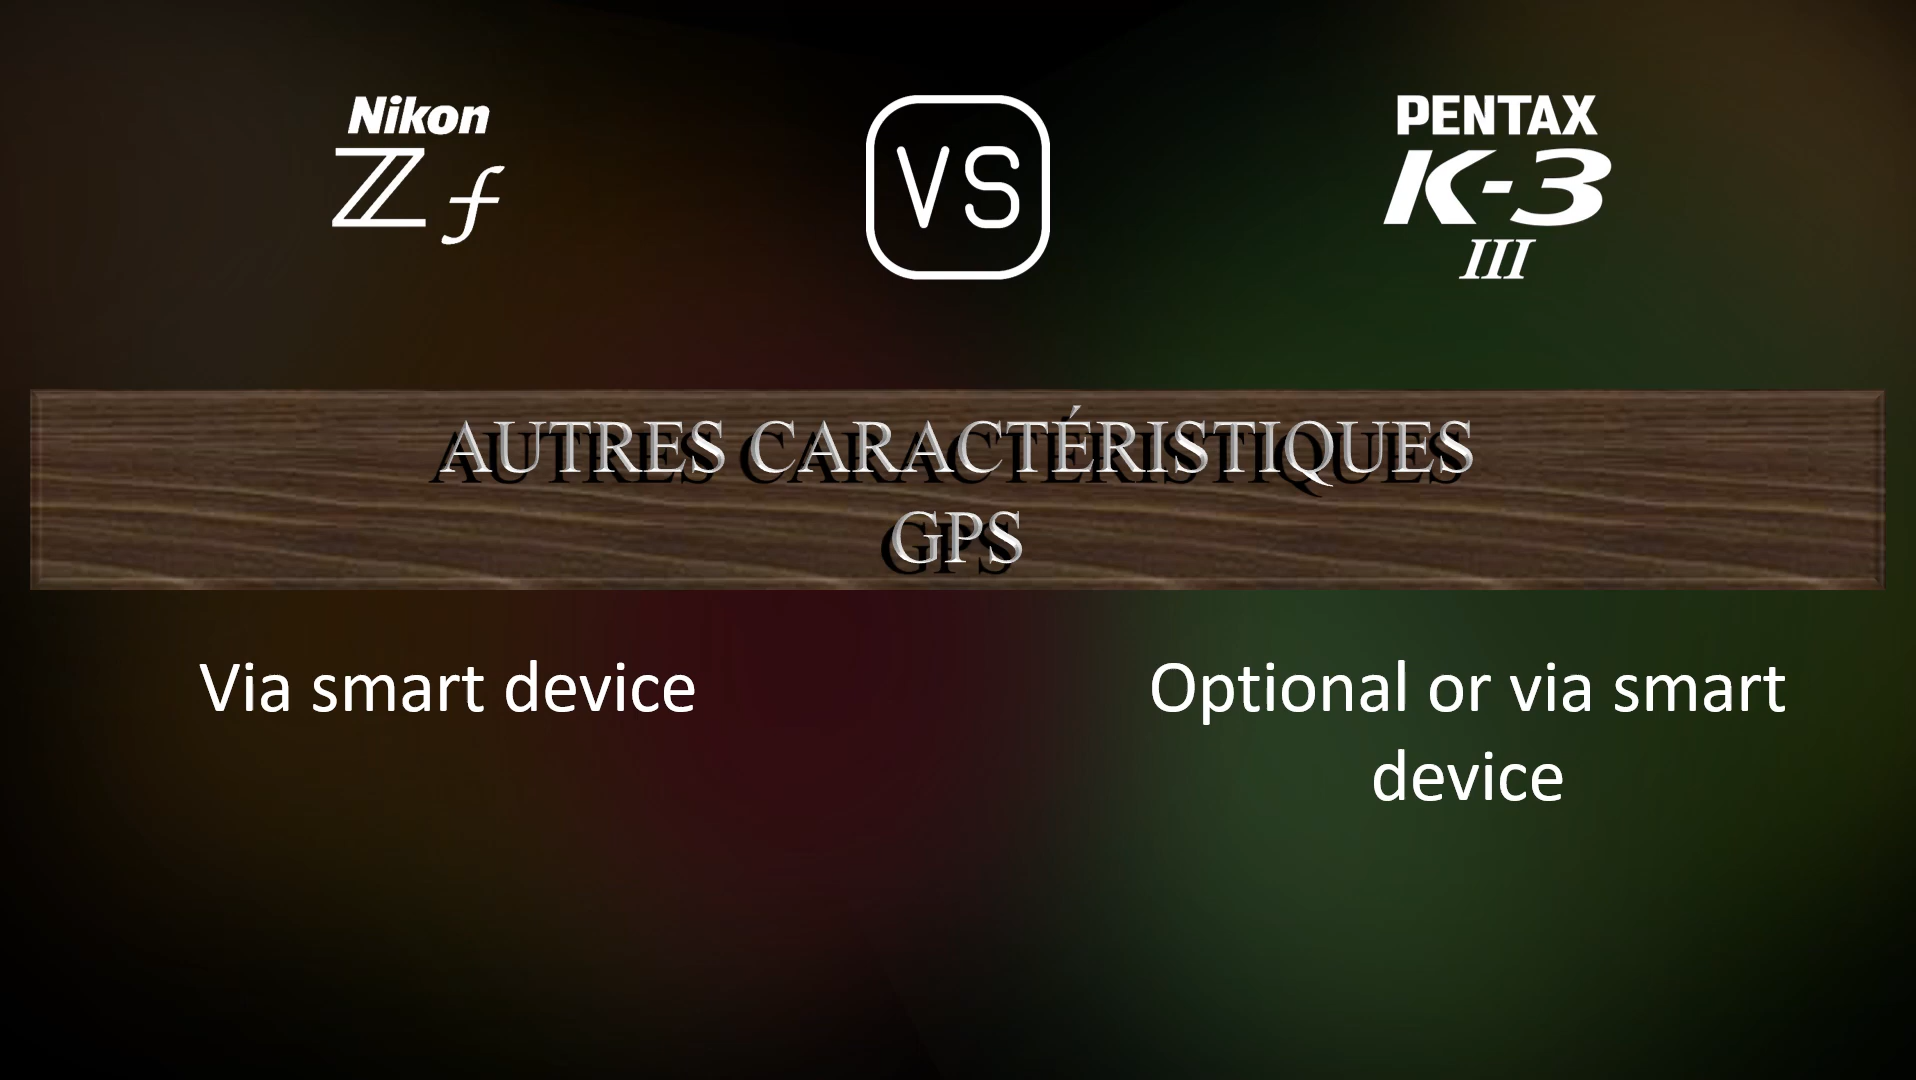 Nikon
Z f
VS
PENTAX
K-3
III
AUTRES CARACTÉRISTIQUES
GPS
Via smart device
Optional or via smart
device